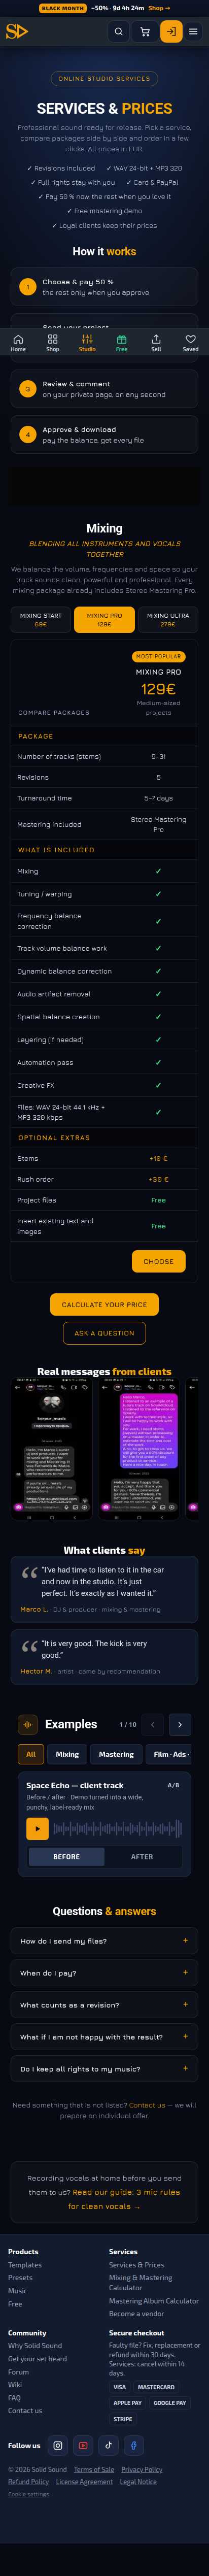 BLACK MONTH −50% · 9d 4h 24m Shop →
ONLINE STUDIO SERVICES
SERVICES & PRICES
Professional sound ready for release. Pick a service,
compare packages side by side and order in a few
clicks. All prices in EUR.
✓ Revisions included ✓ WAV 24-bit + MP3 320
✓ Full rights stay with you ✓ Card & PayPal
✓ Pay 50 % now, the rest when you love it
✓ Free mastering demo
✓ Loyal clients keep their prices
How it works
1 Choose & pay 50 %
the rest only when you approve
Send your project
Home Shop Studio Free Sell Saved
3 Review & comment
on your private page, on any second
4 Approve & download
pay the balance, get every file
Mixing
BLENDING ALL INSTRUMENTS AND VOCALS
TOGETHER
We balance the volume, frequencies and space so your
track sounds clean, powerful and professional. Every
mixing package already includes Stereo Mastering Pro.
MIXING START MIXING PRO MIXING ULTRA
69€ 129€ 279€
MOST POPULAR
MIXING PRO
129€
Medium-sized
projects
COMPARE PACKAGES
PACKAGE
Number of tracks (stems) 9-31
Revisions 5
Turnaround time 5-7 days
Mastering included Stereo Mastering
Pro
WHAT IS INCLUDED
Mixing ✓
Tuning / warping ✓
Frequency balance
correction ✓
Track volume balance work ✓
Dynamic balance correction ✓
Audio artifact removal ✓
Spatial balance creation ✓
Layering (if needed) ✓
Automation pass ✓
Creative FX ✓
Files: WAV 24-bit 44.1 kHz +
MP3 320 kbps ✓
OPTIONAL EXTRAS
Stems +10 €
Rush order +30 €
Project files Free
Insert existing text and
images Free
CHOOSE
CALCULATE YOUR PRICE
ASK A QUESTION
Real messages from clients
What clients say
“I’ve had time to listen to it in the car
and now in the studio. It’s just
perfect. It’s exactly as I wanted it.”
Marco L. · DJ & producer · mixing & mastering
“It is very good. The kick is very
good.”
Hector M. · artist · came by recommendation
Examples 1 / 10
All Mixing Mastering Film · Ads ·
Space Echo — client track A/B
Before / after · Demo turned into a wide,
punchy, label-ready mix
BEFORE AFTER
Questions & answers
How do I send my files? +
When do I pay? +
What counts as a revision? +
What if I am not happy with the result? +
Do I keep all rights to my music? +
Need something that is not listed? Contact us — we will
prepare an individual offer.
Recording vocals at home before you send
them to us? Read our guide: 3 mic rules
for clean vocals →
Products Services
Templates Services & Prices
Presets Mixing & Mastering
Calculator
Music Mastering Album Calculator
Free Become a vendor
Community Secure checkout
Why Solid Sound Faulty file? Fix, replacement or
refund within 30 days.
Get your set heard Services: cancel within 14
days.
Forum
Wiki VISA MASTERCARD
FAQ APPLE PAY GOOGLE PAY
Contact us STRIPE
Follow us
© 2026 Solid Sound Terms of Sale Privacy Policy
Refund Policy License Agreement Legal Notice
Cookie settings